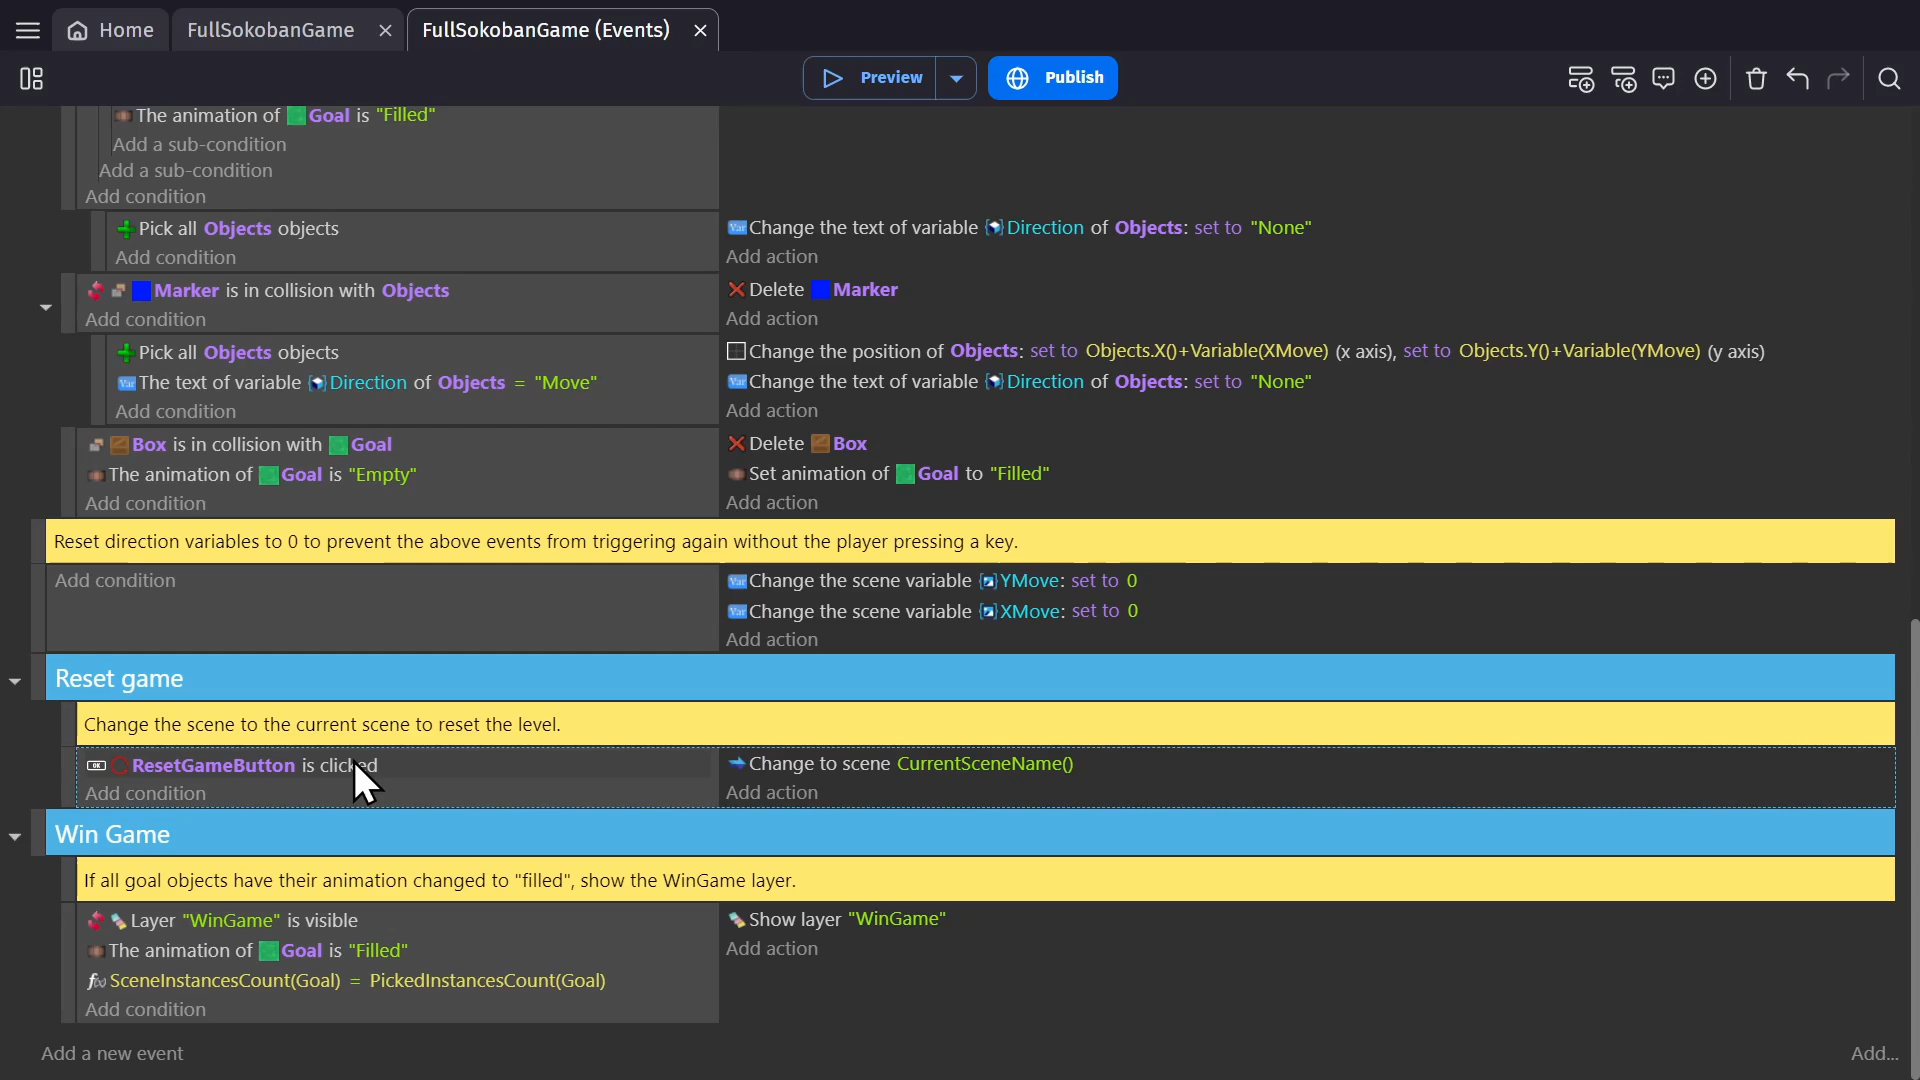 Home
FullSokobanGame
FullSokobanGame (Events)
Preview
Publish
The animation of Goal is "Filled"
Add a sub-condition
Add a sub-condition
Add condition
Pick all Objects objects
Add condition
Var Change the text of variable Direction of Objects: set to "None"
Add action
Marker is in collision with Objects
Add condition
Delete Marker
Add action
Pick all Objects objects
Var The text of variable Direction of Objects = "Move"
Add condition
Change the position of Objects: set to Objects.X()+Variable(XMove) (x axis), set to Objects.Y()+Variable(YMove) (y axis)
Var Change the text of variable Direction of Objects: set to "None"
Add action
Box is in collision with Goal
The animation of Goal is "Empty"
Add condition
Delete Box
Set animation of Goal to "Filled"
Add action
Reset direction variables to 0 to prevent the above events from triggering again without the player pressing a key.
Add condition
Var Change the scene variable YMove: set to 0
Var Change the scene variable XMove: set to 0
Add action
Reset game
Change the scene to the current scene to reset the level.
OK ResetGameButton is clicked
Add condition
Change to scene CurrentSceneName()
Add action
Win Game
If all goal objects have their animation changed to "filled", show the WinGame layer.
Layer "WinGame" is visible
The animation of Goal is "Filled"
f(x) SceneInstancesCount(Goal) = PickedInstancesCount(Goal)
Add condition
Show layer "WinGame"
Add action
Add a new event
Add...